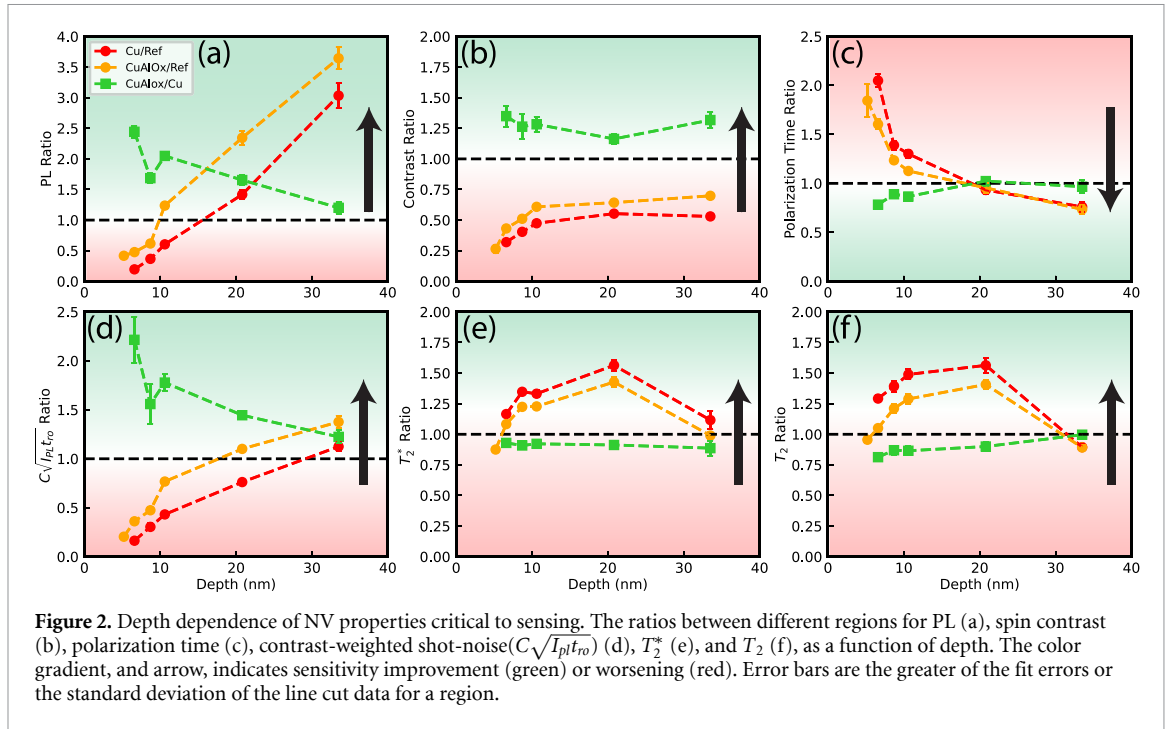 (a)
Cu/Ref
CuAlOx/Ref
CuAlox/Cu
PL Ratio
4.0
3.5
3.0
2.5
2.0
1.5
1.0
0.5
0.0
0 10 20 30 40
(b)
Contrast Ratio
2.00
1.75
1.50
1.25
1.00
0.75
0.50
0.25
0.00
0 10 20 30 40
(c)
Polarization Time Ratio
2.5
2.0
1.5
1.0
0.5
0.0
0 10 20 30 40
(d)
C√I_PL t_ro Ratio
2.5
2.0
1.5
1.0
0.5
0.0
0 10 20 30 40
Depth (nm)
(e)
T₂* Ratio
2.00
1.75
1.50
1.25
1.00
0.75
0.50
0.25
0.00
0 10 20 30 40
Depth (nm)
(f)
T₂ Ratio
2.00
1.75
1.50
1.25
1.00
0.75
0.50
0.25
0.00
0 10 20 30 40
Depth (nm)
Figure 2. Depth dependence of NV properties critical to sensing. The ratios between different regions for PL (a), spin contrast
(b), polarization time (c), contrast-weighted shot-noise(C√I_pl t_ro) (d), T₂* (e), and T₂ (f), as a function of depth. The color
gradient, and arrow, indicates sensitivity improvement (green) or worsening (red). Error bars are the greater of the fit errors or
the standard deviation of the line cut data for a region.